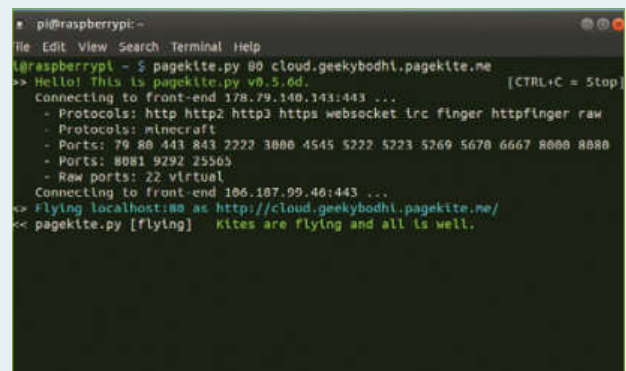 pi@raspberrypi: ~
File Edit View Search Terminal Help
i@raspberrypi ~ $ pagekite.py 80 cloud.geekybodhi.pagekite.me
>> Hello! This is pagekite.py v0.5.6d. [CTRL+C = Stop]
Connecting to front-end 178.79.140.143:443 ...
- Protocols: http http2 http3 https websocket irc finger httpfinger raw
- Protocols: minecraft
- Ports: 79 80 443 843 2222 3000 4545 5222 5223 5269 5670 6667 8000 8080
- Ports: 8081 9292 25565
- Raw ports: 22 virtual
Connecting to front-end 106.187.99.46:443 ...
<> Flying localhost:80 as http://cloud.geekybodhi.pagekite.me/
<< pagekite.py [flying] Kites are flying and all is well.